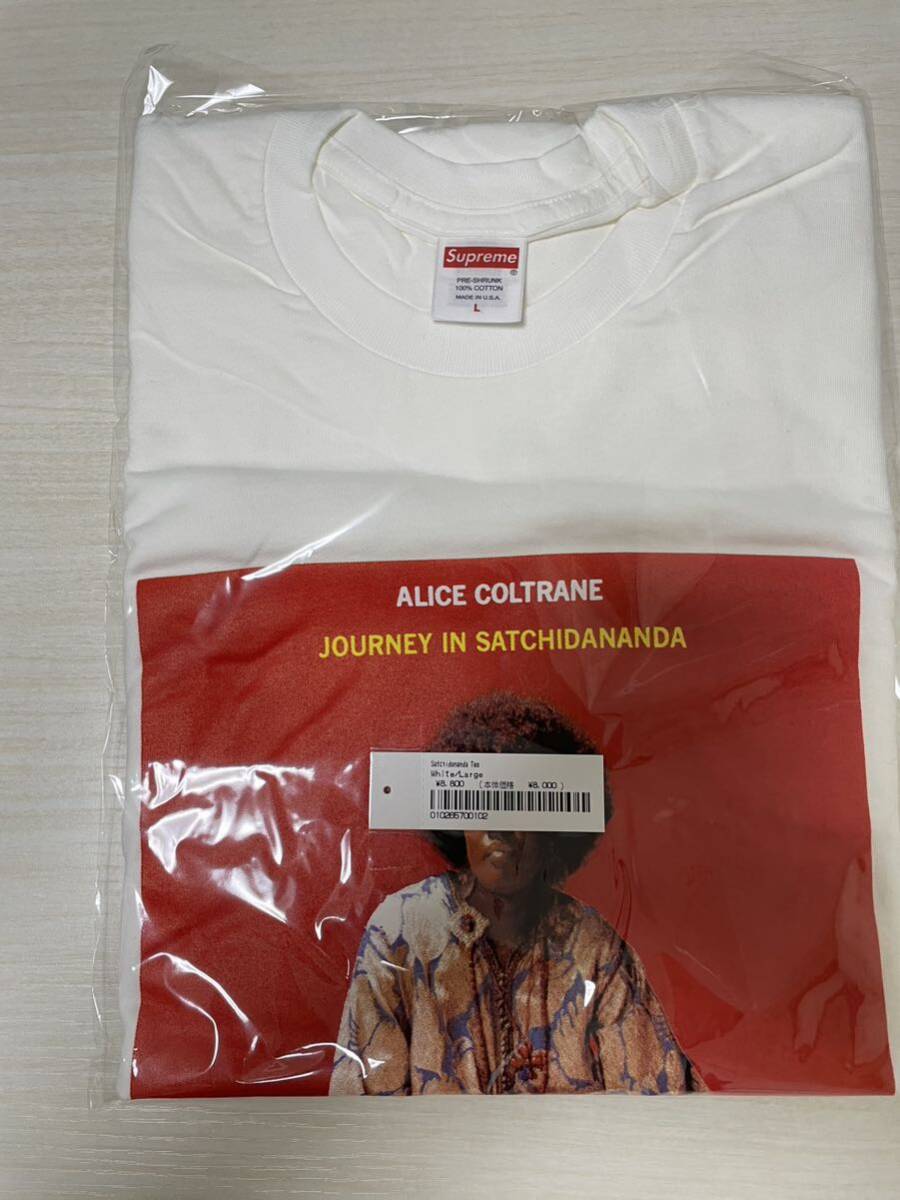 Supreme
®
PRE-SHRUNK
100% COTTON
MADE IN U.S.A.
L
ALICE COLTRANE
JOURNEY IN SATCHIDANANDA
Satchidananda Tee
White/Large
¥8,800 (本体価格 ¥8,000)
010265700102